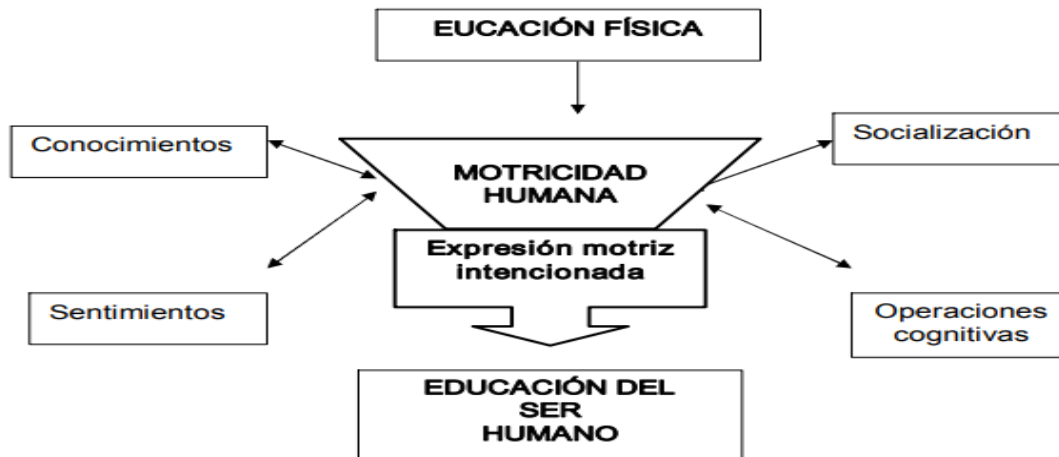 EUCACIÓN FÍSICA
Conocimientos
Socialización
MOTRICIDAD
HUMANA
Expresión motriz
intencionada
Sentimientos
Operaciones
cognitivas
EDUCACIÓN DEL
SER
HUMANO